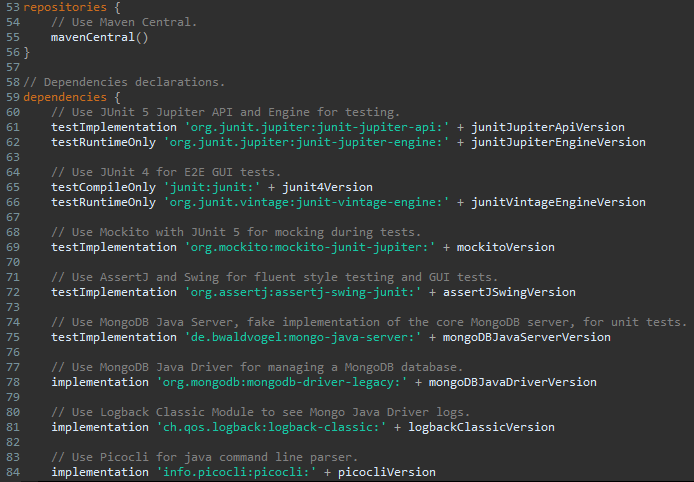 53 repositories {
54     // Use Maven Central.
55     mavenCentral()
56 }
57
58 // Dependencies declarations.
59 dependencies {
60     // Use JUnit 5 Jupiter API and Engine for testing.
61     testImplementation 'org.junit.jupiter:junit-jupiter-api:' + junitJupiterApiVersion
62     testRuntimeOnly 'org.junit.jupiter:junit-jupiter-engine:' + junitJupiterEngineVersion
63
64     // Use JUnit 4 for E2E GUI tests.
65     testCompileOnly 'junit:junit:' + junit4Version
66     testRuntimeOnly 'org.junit.vintage:junit-vintage-engine:' + junitVintageEngineVersion
67
68     // Use Mockito with JUnit 5 for mocking during tests.
69     testImplementation 'org.mockito:mockito-junit-jupiter:' + mockitoVersion
70
71     // Use AssertJ and Swing for fluent style testing and GUI tests.
72     testImplementation 'org.assertj:assertj-swing-junit:' + assertJSwingVersion
73
74     // Use MongoDB Java Server, fake implementation of the core MongoDB server, for unit tests.
75     testImplementation 'de.bwaldvogel:mongo-java-server:' + mongoDBJavaServerVersion
76
77     // Use MongoDB Java Driver for managing a MongoDB database.
78     implementation 'org.mongodb:mongodb-driver-legacy:' + mongoDBJavaDriverVersion
79
80     // Use Logback Classic Module to see Mongo Java Driver logs.
81     implementation 'ch.qos.logback:logback-classic:' + logbackClassicVersion
82
83     // Use Picocli for java command line parser.
84     implementation 'info.picocli:picocli:' + picocliVersion